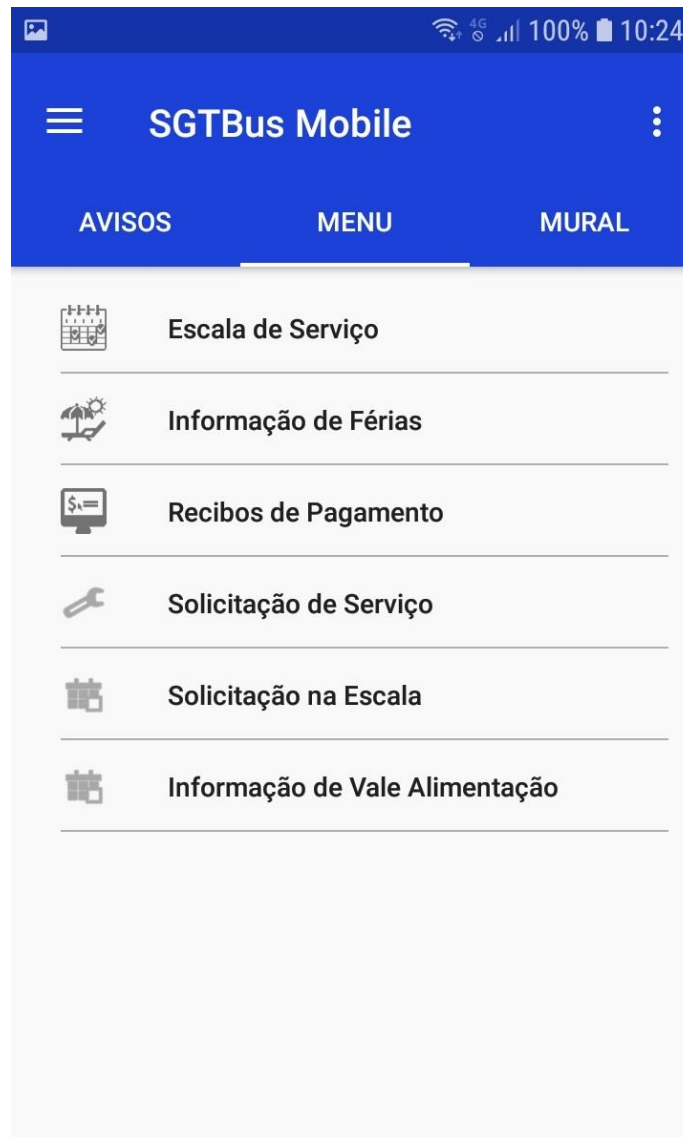 4G 100% 10:24
SGTBus Mobile
AVISOS MENU MURAL
Escala de Serviço
Informação de Férias
$
Recibos de Pagamento
Solicitação de Serviço
Solicitação na Escala
Informação de Vale Alimentação